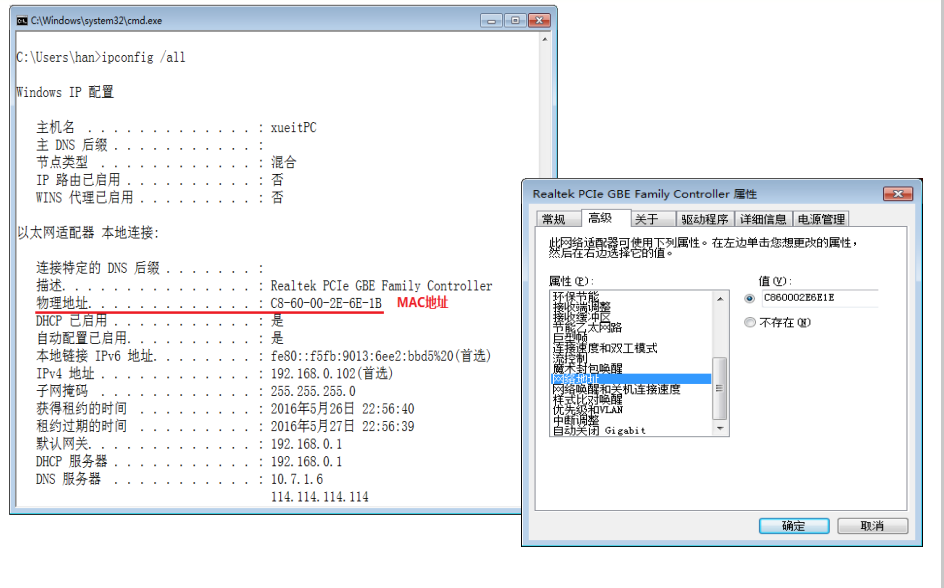 C:\Windows\system32\cmd.exe
C:\Users\han>ipconfig /all
Windows IP 配置
主机名 . . . . . . . . . . . . . : xueitPC
主 DNS 后缀 . . . . . . . . . . . :
节点类型 . . . . . . . . . . . . : 混合
IP 路由已启用 . . . . . . . . . . : 否
WINS 代理已启用 . . . . . . . . . : 否
以太网适配器 本地连接:
连接特定的 DNS 后缀 . . . . . . . :
描述. . . . . . . . . . . . . . . : Realtek PCIe GBE Family Controller
物理地址. . . . . . . . . . . . . : C8-60-00-2E-6E-1B MAC地址
DHCP 已启用 . . . . . . . . . . . : 是
自动配置已启用. . . . . . . . . . : 是
本地链接 IPv6 地址. . . . . . . . : fe80::f5fb:9013:6ee2:bbd5%20(首选)
IPv4 地址 . . . . . . . . . . . . : 192.168.0.102(首选)
子网掩码 . . . . . . . . . . . . : 255.255.255.0
获得租约的时间 . . . . . . . . . : 2016年5月26日 22:56:40
租约过期的时间 . . . . . . . . . : 2016年5月27日 22:56:39
默认网关. . . . . . . . . . . . . : 192.168.0.1
DHCP 服务器 . . . . . . . . . . . : 192.168.0.1
DNS 服务器 . . . . . . . . . . . : 10.7.1.6
114.114.114.114
Realtek PCIe GBE Family Controller 属性
常规 高级 关于 驱动程序 详细信息 电源管理
此网络适配器可使用下列属性。在左边单击您想更改的属性，
然后在右边选择它的值。
属性(P): 值(V):
环保节能
接收端调整
接收缓冲区
节能乙太网路
巨型帧
连接速度和双工模式
流控制
魔术封包唤醒
网络地址
网络唤醒和关机连接速度
样式比对唤醒
优先级和VLAN
中断调整
自动关闭 Gigabit
C860002E6E1E
不存在(N)
确定 取消